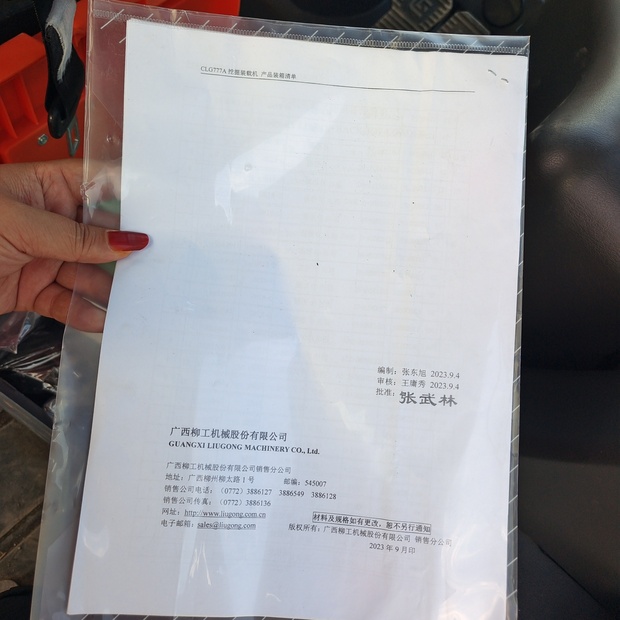 CLG777A 挖掘装载机 产品装箱清单
编制：张东旭 2023.9.4
审核：王庸秀 2023.9.4
批准：张武林
广西柳工机械股份有限公司
GUANGXI LIUGONG MACHINERY CO., Ltd.
广西柳工机械股份有限公司销售分公司
地址：广西柳州柳太路 1 号 邮编：545007
销售公司电话：（0772）3886127 3886549 3886128
销售公司传真：（0772）3886136
网址：http://www.liugong.com.cn
电子邮箱：sales@liugong.com
材料及规格如有更改，恕不另行通知
版权所有：广西柳工机械股份有限公司 销售分公司
2023 年 9 月印